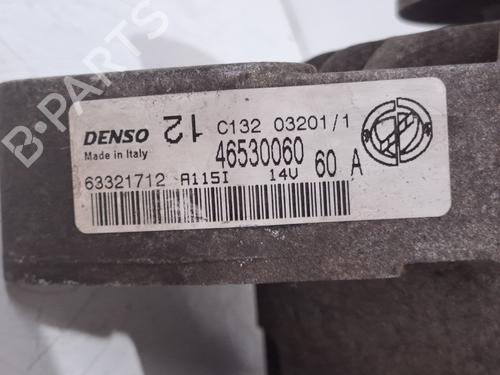 DENSO 12 C132 03201/1
Made in Italy 46530060
63321712 A115I 14V 60 A
B-PARTS